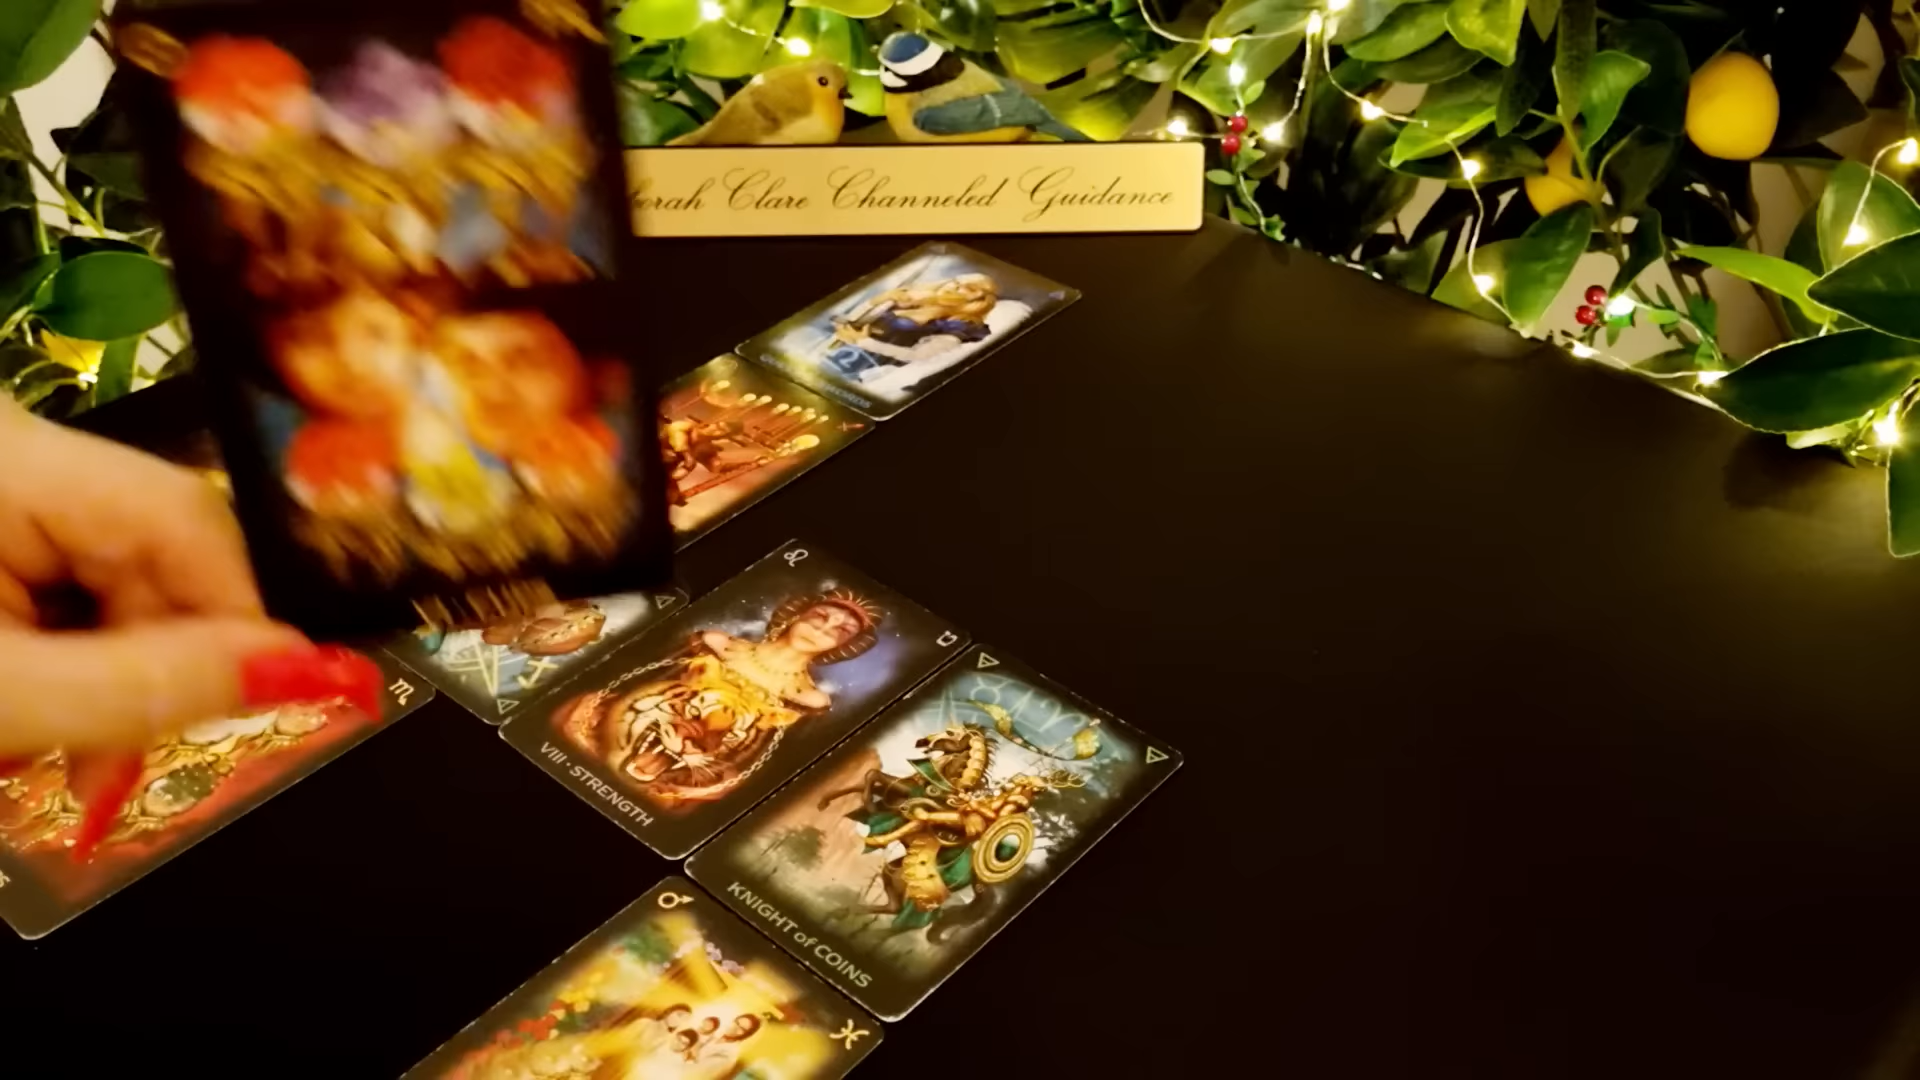 Clare Channeled Guidance
VIII · STRENGTH
KNIGHT of COINS